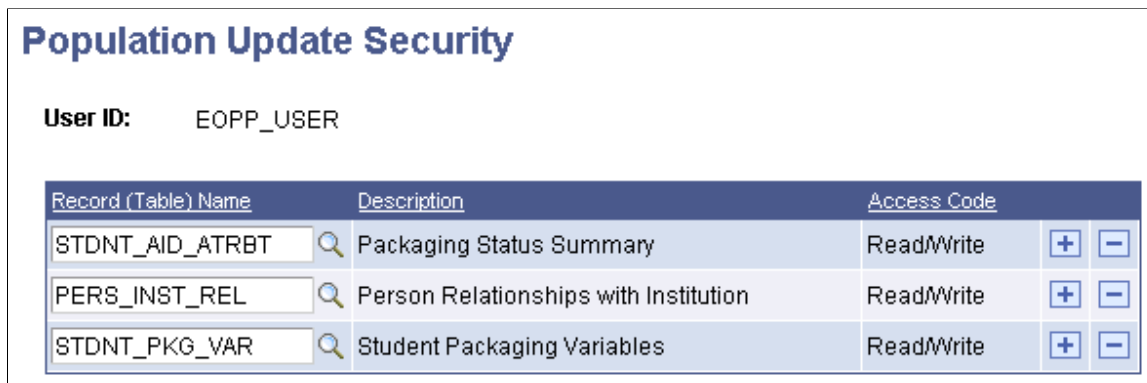 Population Update Security
User ID: EOPP_USER
Record (Table) Name Description Access Code
STDNT_AID_ATRBT Packaging Status Summary Read/Write
PERS_INST_REL Person Relationships with Institution Read/Write
STDNT_PKG_VAR Student Packaging Variables Read/Write